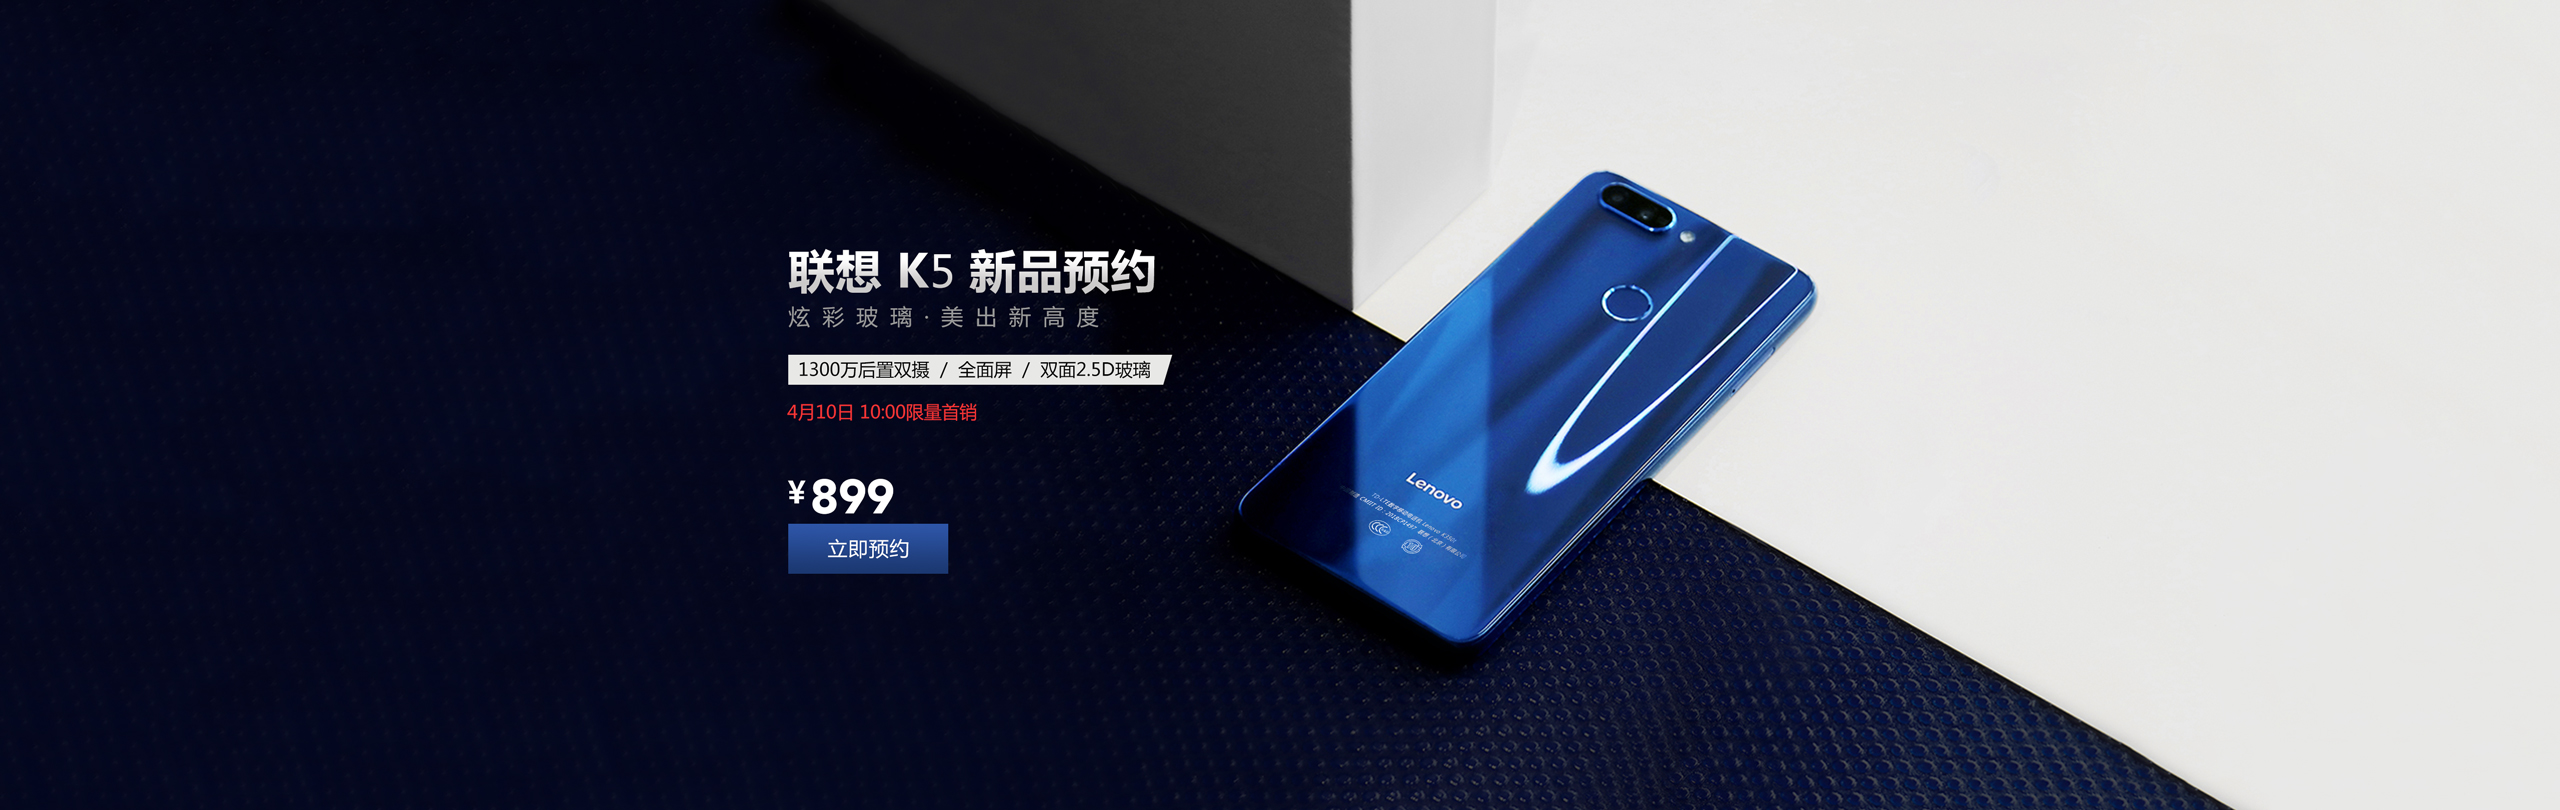 联想 K5 新品预约
炫彩玻璃·美出新高度
1300万后置双摄 / 全面屏 / 双面2.5D玻璃
4月10日 10:00限量首销
¥899
立即预约
Lenovo